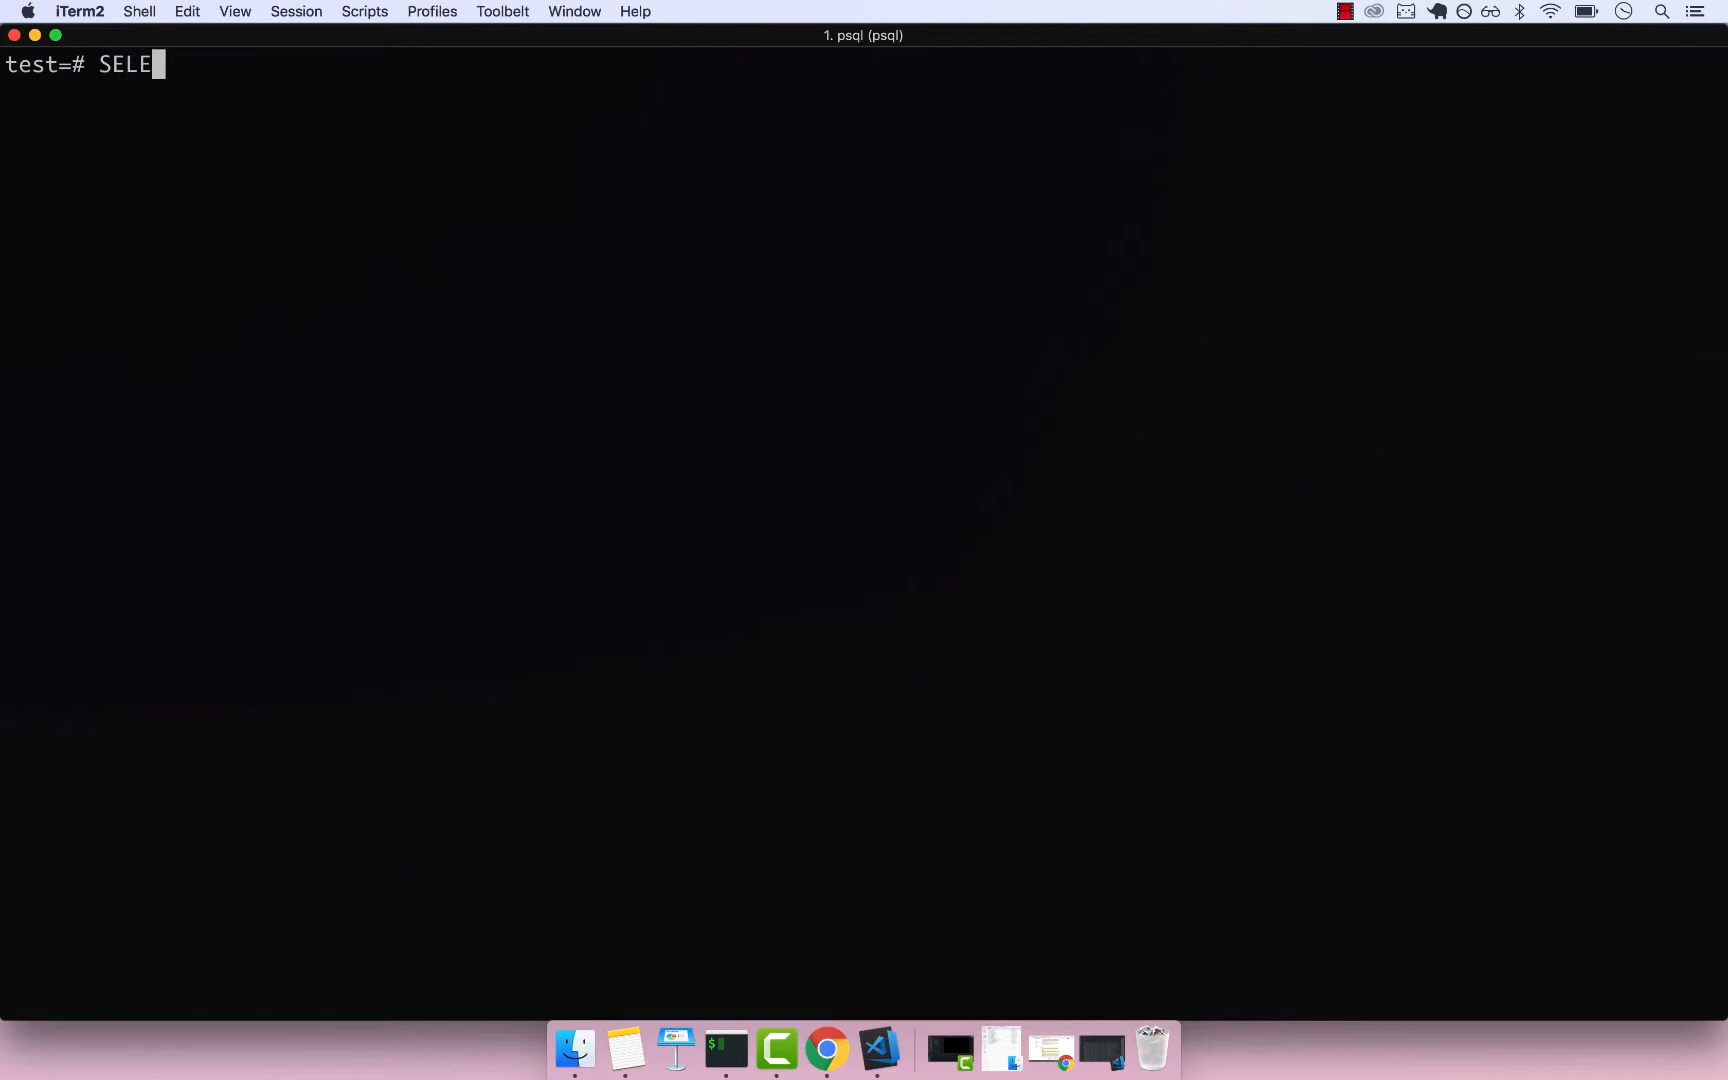 iTerm2 Shell Edit View Session Scripts Profiles Toolbelt Window Help
1. psql (psql)
test=# SELE
$